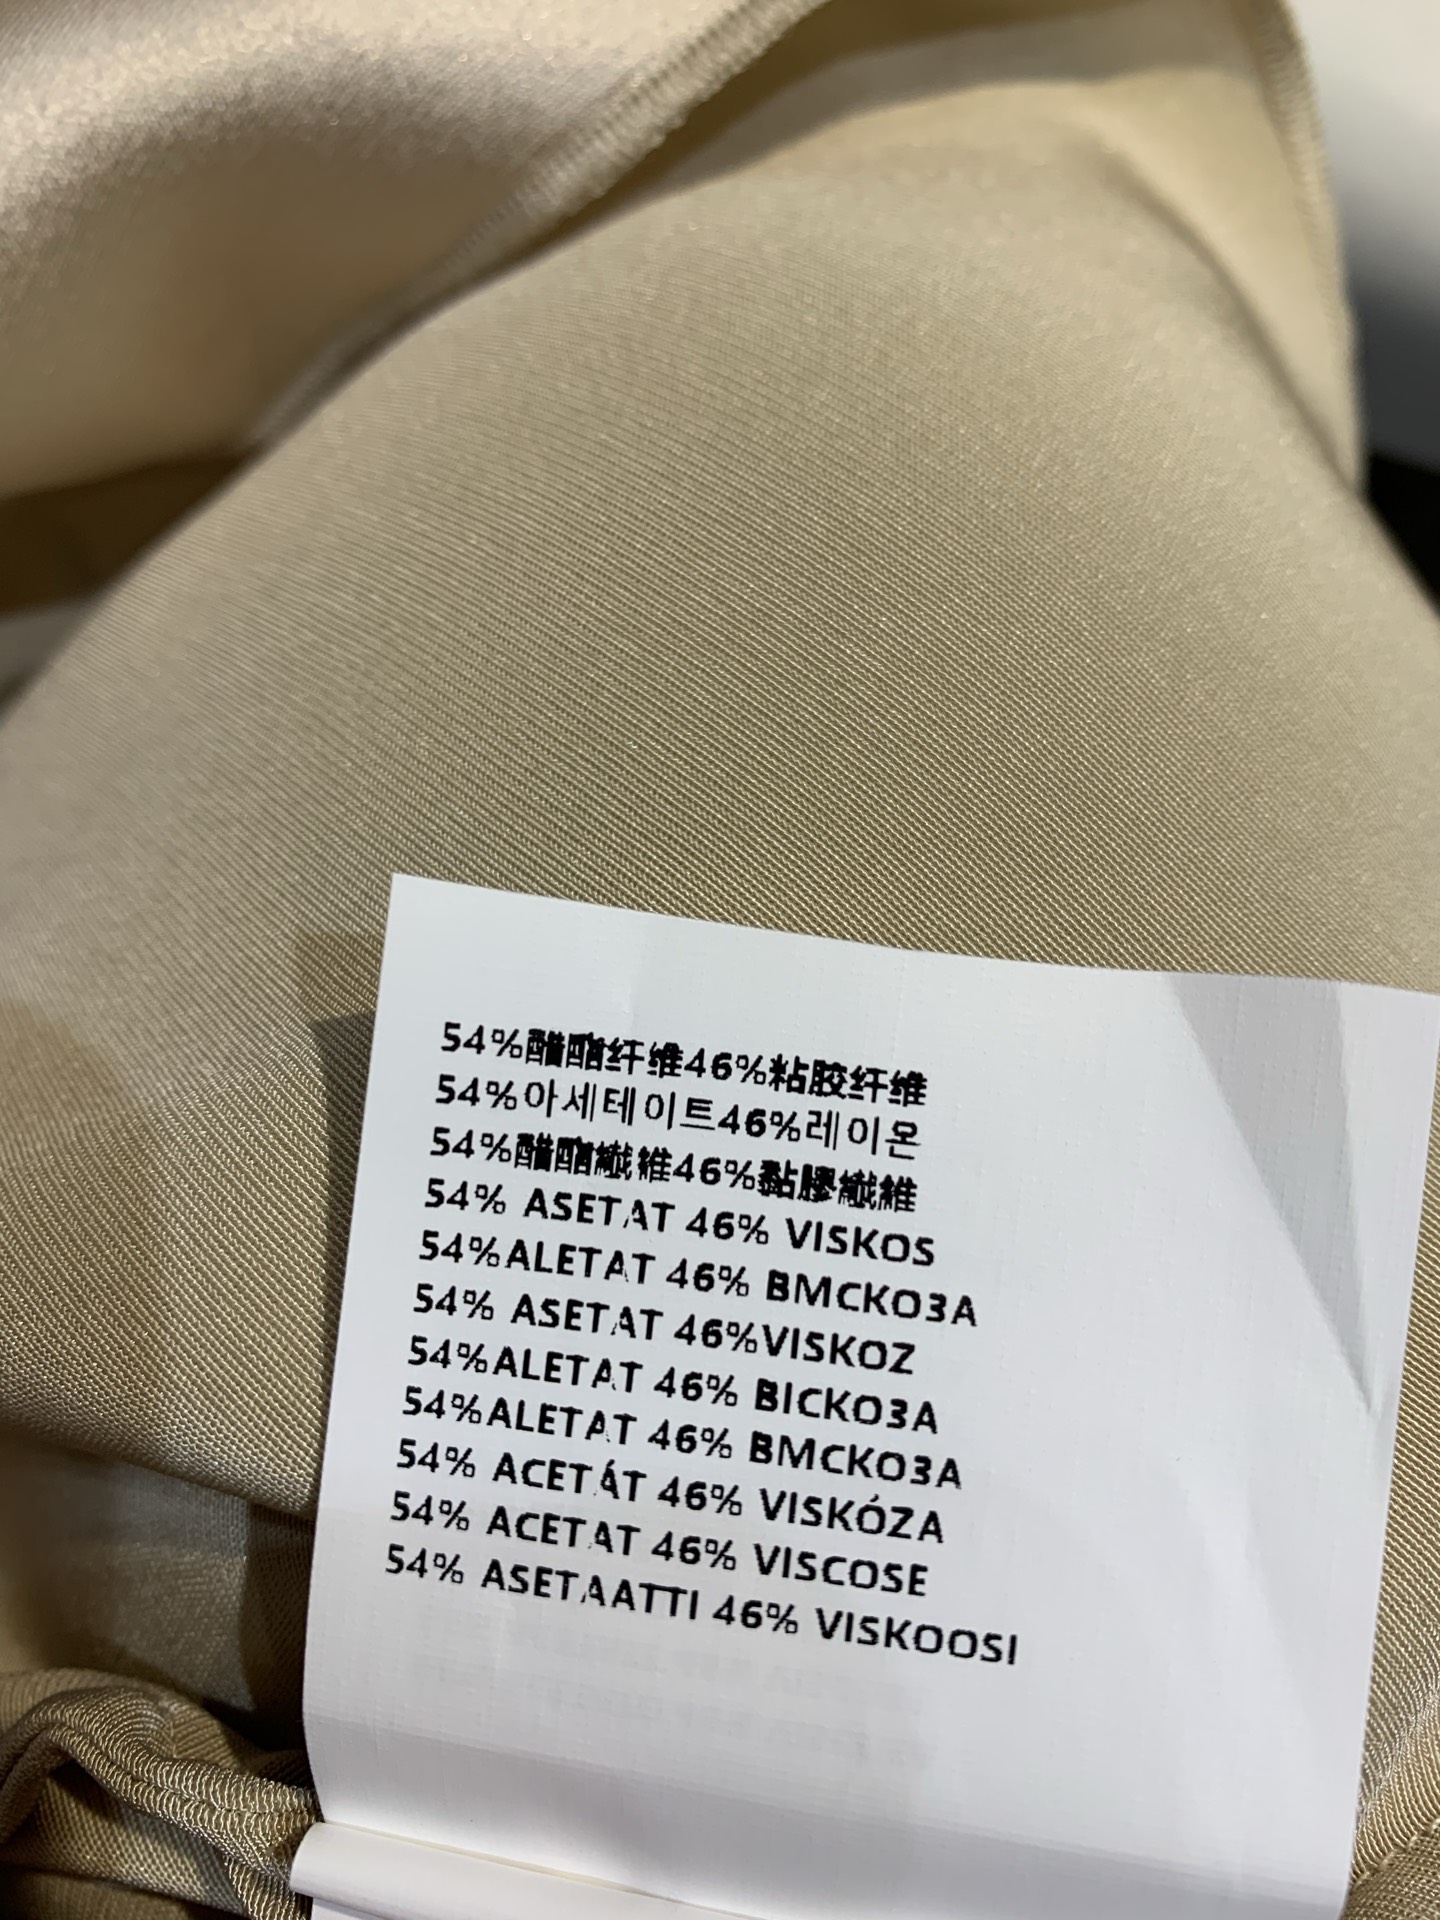 54%醋酯纤维46%粘胶纤维
54%아세테이트46%레이온
54%醋酯纖維46%黏膠纖維
54% ASETAT 46% VISKOS
54%ALETAT 46% BMCKO3A
54% ASETAT 46%VISKOZ
54%ALETAT 46% BICKO3A
54%ALETAT 46% BMCKO3A
54% ACETÁT 46% VISKÓZA
54% ACETAT 46% VISCOSE
54% ASETAATTI 46% VISKOOSI